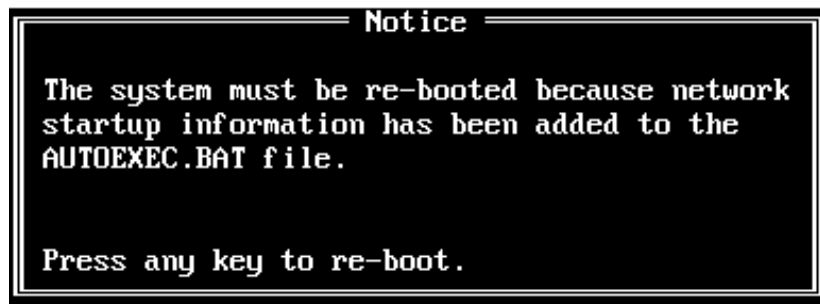 Notice
The system must be re-booted because network
startup information has been added to the
AUTOEXEC.BAT file.
Press any key to re-boot.